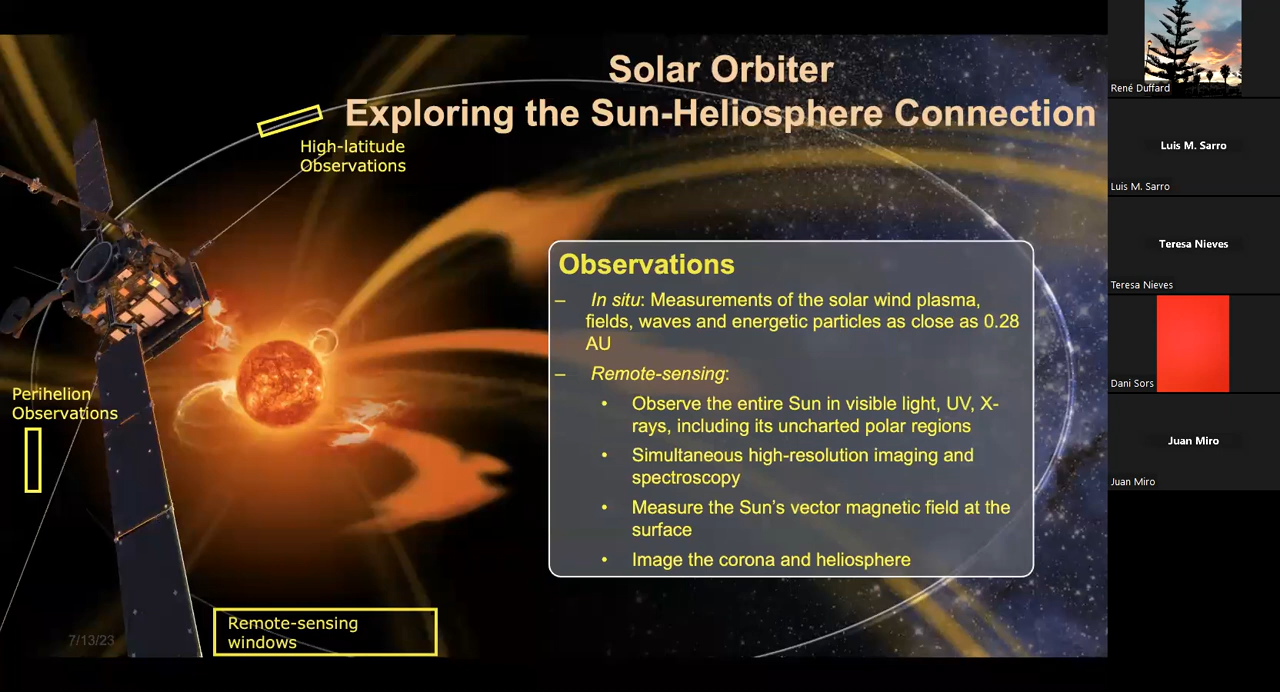 Solar Orbiter
Exploring the Sun-Heliosphere Connection
High-latitude
Observations
Observations
– In situ: Measurements of the solar wind plasma,
fields, waves and energetic particles as close as 0.28
AU
– Remote-sensing:
• Observe the entire Sun in visible light, UV, X-
rays, including its uncharted polar regions
• Simultaneous high-resolution imaging and
spectroscopy
• Measure the Sun’s vector magnetic field at the
surface
• Image the corona and heliosphere
Perihelion
Observations
Remote-sensing
windows
7/13/23
René Duffard
Luis M. Sarro
Luis M. Sarro
Teresa Nieves
Teresa Nieves
Dani Sors
Juan Miro
Juan Miro